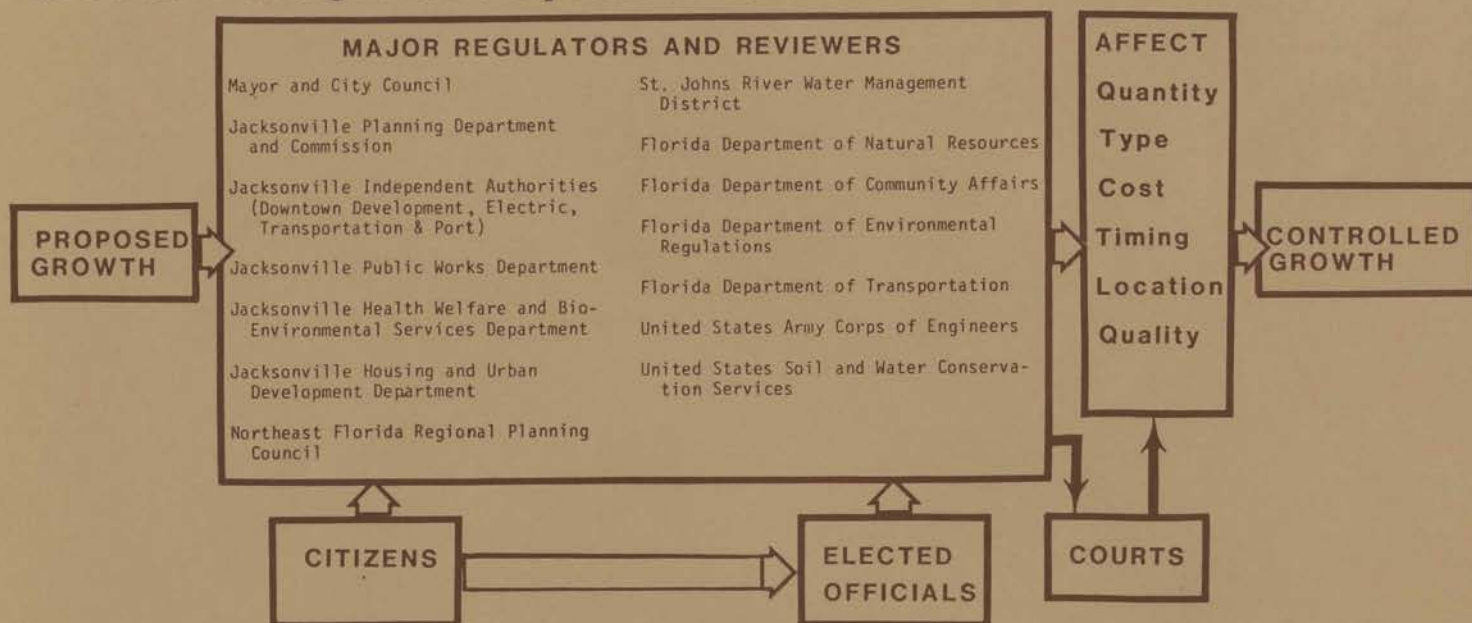 MAJOR REGULATORS AND REVIEWERS
Mayor and City Council
Jacksonville Planning Department
and Commission
Jacksonville Independent Authorities
(Downtown Development, Electric,
Transportation & Port)
Jacksonville Public Works Department
Jacksonville Health Welfare and Bio-
Environmental Services Department
Jacksonville Housing and Urban
Development Department
Northeast Florida Regional Planning
Council
St. Johns River Water Management
District
Florida Department of Natural Resources
Florida Department of Community Affairs
Florida Department of Environmental
Regulations
Florida Department of Transportation
United States Army Corps of Engineers
United States Soil and Water Conserva-
tion Services
PROPOSED
GROWTH
AFFECT
Quantity
Type
Cost
Timing
Location
Quality
CONTROLLED
GROWTH
CITIZENS
ELECTED
OFFICIALS
COURTS